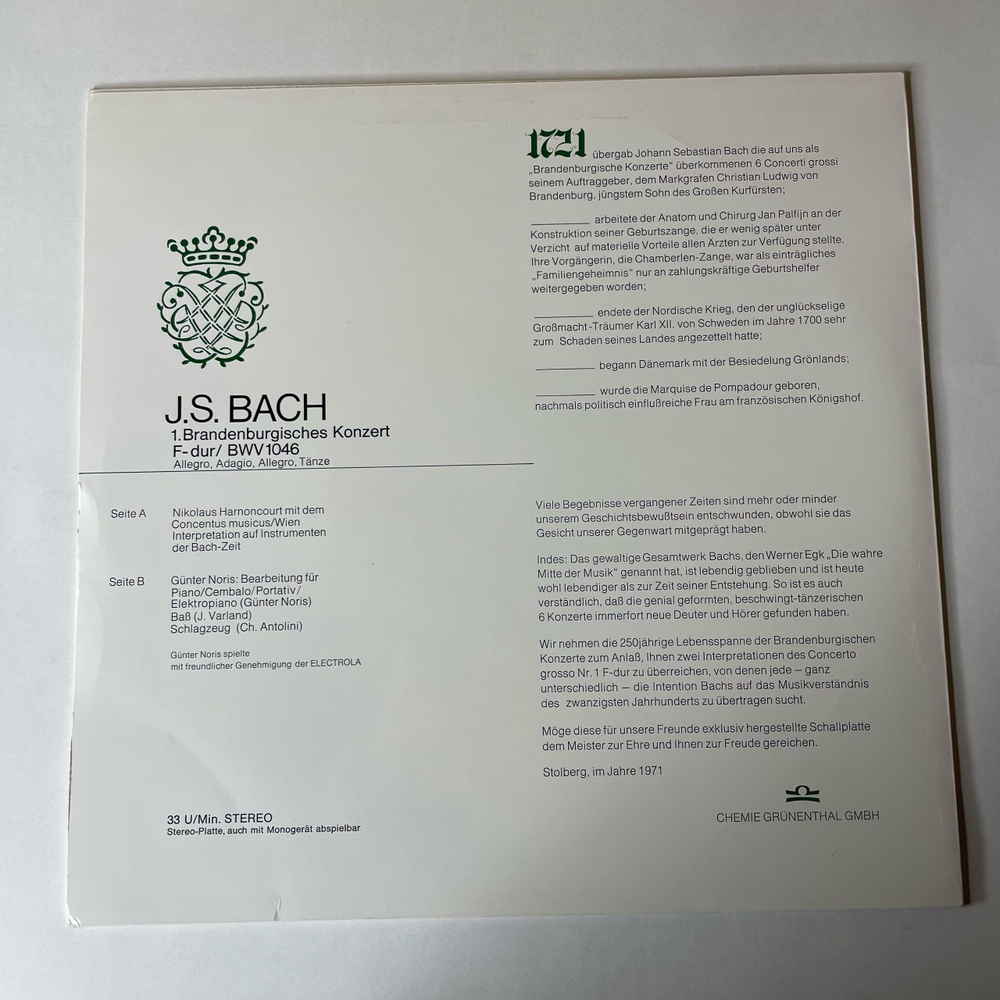 J.S. BACH
1. Brandenburgisches Konzert
F-dur/ BWV 1046
Allegro, Adagio, Allegro, Tänze
Seite A
Nikolaus Harnoncourt mit dem
Concentus musicus/Wien
Interpretation auf Instrumenten
der Bach-Zeit
Seite B
Günter Noris: Bearbeitung für
Piano/Cembalo/Portativ/
Elektropiano (Günter Noris)
Baß (J. Varland)
Schlagzeug (Ch. Antolini)
Günter Noris spielte
mit freundlicher Genehmigung der ELECTROLA
33 U/Min. STEREO
Stereo-Platte, auch mit Monogerät abspielbar
1721 übergab Johann Sebastian Bach die auf uns als
„Brandenburgische Konzerte“ überkommenen 6 Concerti grossi
seinem Auftraggeber, dem Markgrafen Christian Ludwig von
Brandenburg, jüngstem Sohn des Großen Kurfürsten;
________ arbeitete der Anatom und Chirurg Jan Palfijn an der
Konstruktion seiner Geburtszange, die er wenig später unter
Verzicht auf materielle Vorteile allen Ärzten zur Verfügung stellte.
Ihre Vorgängerin, die Chamberlen-Zange, war als einträgliches
„Familiengeheimnis“ nur an zahlungskräftige Geburtshelfer
weitergegeben worden;
________ endete der Nordische Krieg, den der unglückselige
Großmacht-Träumer Karl XII. von Schweden im Jahre 1700 sehr
zum Schaden seines Landes angezettelt hatte;
________ begann Dänemark mit der Besiedelung Grönlands;
________ wurde die Marquise de Pompadour geboren,
nachmals politisch einflußreiche Frau am französischen Königshof.
Viele Begebnisse vergangener Zeiten sind mehr oder minder
unserem Geschichtsbewußtsein entschwunden, obwohl sie das
Gesicht unserer Gegenwart mitgeprägt haben.
Indes: Das gewaltige Gesamtwerk Bachs, den Werner Egk „Die wahre
Mitte der Musik“ genannt hat, ist lebendig geblieben und ist heute
wohl lebendiger als zur Zeit seiner Entstehung. So ist es auch
verständlich, daß die genial geformten, beschwingt-tänzerischen
6 Konzerte immerfort neue Deuter und Hörer gefunden haben.
Wir nehmen die 250jährige Lebensspanne der Brandenburgischen
Konzerte zum Anlaß, Ihnen zwei Interpretationen des Concerto
grosso Nr. 1 F-dur zu überreichen, von denen jede – ganz
unterschiedlich – die Intention Bachs auf das Musikverständnis
des zwanzigsten Jahrhunderts zu übertragen sucht.
Möge diese für unsere Freunde exklusiv hergestellte Schallplatte
dem Meister zur Ehre und Ihnen zur Freude gereichen.
Stolberg, im Jahre 1971
CHEMIE GRÜNENTHAL GMBH